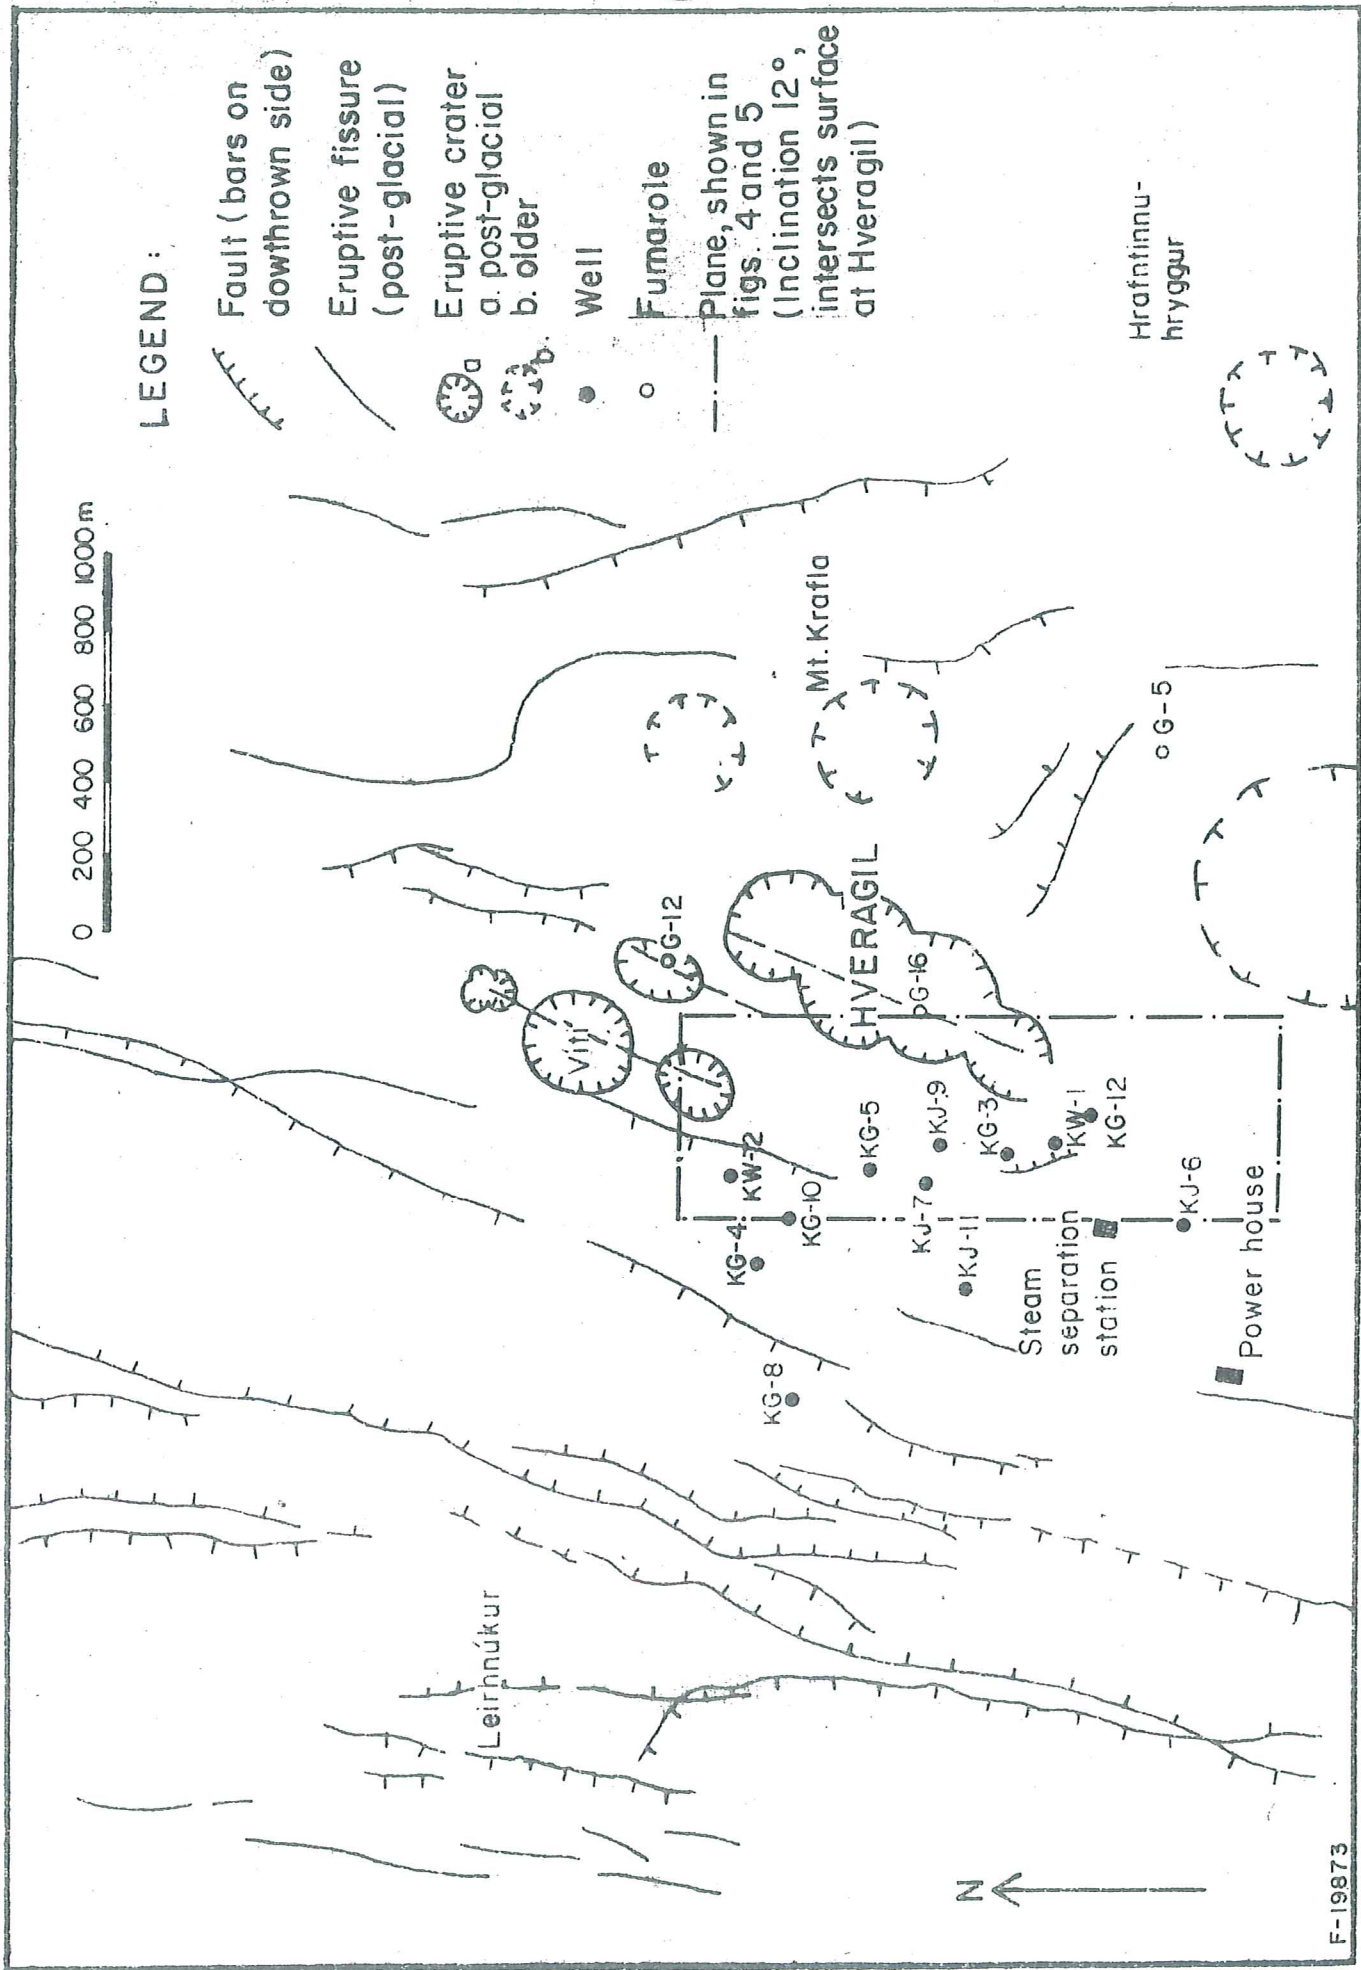 LEGEND:
Fault (bars on
dowthrown side)
Eruptive fissure
(post-glacial)
Eruptive crater
a. post-glacial
b. older
a
b.
Well
Fumarole
Plane, shown in
figs. 4 and 5
(Inclination 12°,
intersects surface
at Hveragil)
0 200 400 600 800 1000 m
Hrafntinnu-
hryggur
Mt. Krafla
G-5
G-12
Víti
HVERAGIL
G-16
KW-2
KG-10
KG-4
KG-5
KJ-9
KJ-7
KJ-11
KG-3
KW-1
KG-12
KJ-6
KG-8
Steam
separation
station
Power house
Leirhnúkur
N
F-19873